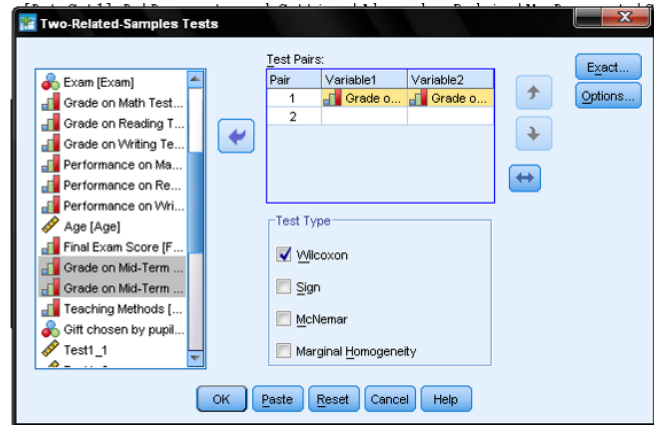 Two-Related-Samples Tests
Test Pairs:
Exam [Exam]
Grade on Math Test...
Grade on Reading T...
Grade on Writing Te...
Performance on Ma...
Performance on Re...
Performance on Wri...
Age [Age]
Final Exam Score [F...
Grade on Mid-Term ...
Grade on Mid-Term ...
Teaching Methods [...
Gift chosen by pupil...
Test1_1
Pair Variable1 Variable2
1 Grade o... Grade o...
2
Exact...
Options...
Test Type
Wilcoxon
Sign
McNemar
Marginal Homogeneity
OK Paste Reset Cancel Help